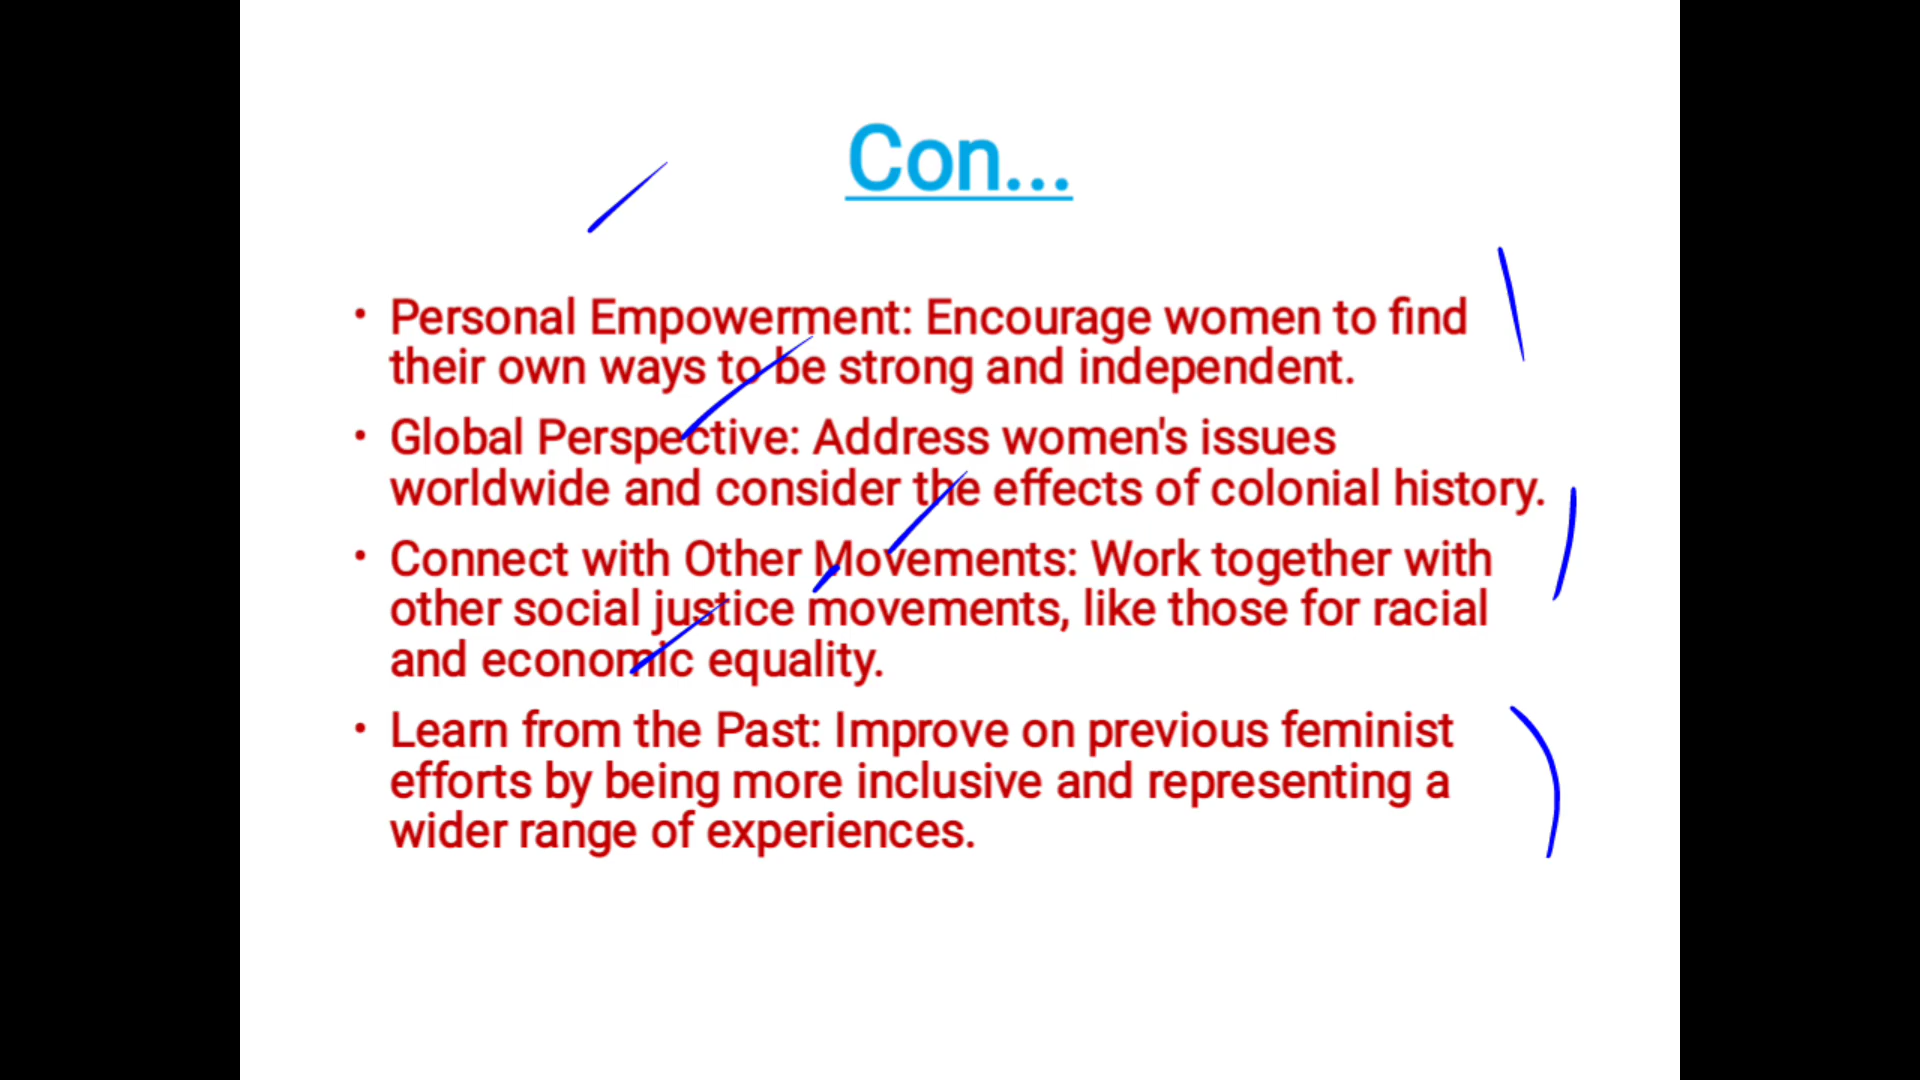 Con...
• Personal Empowerment: Encourage women to find
their own ways to be strong and independent.
• Global Perspective: Address women's issues
worldwide and consider the effects of colonial history.
• Connect with Other Movements: Work together with
other social justice movements, like those for racial
and economic equality.
• Learn from the Past: Improve on previous feminist
efforts by being more inclusive and representing a
wider range of experiences.